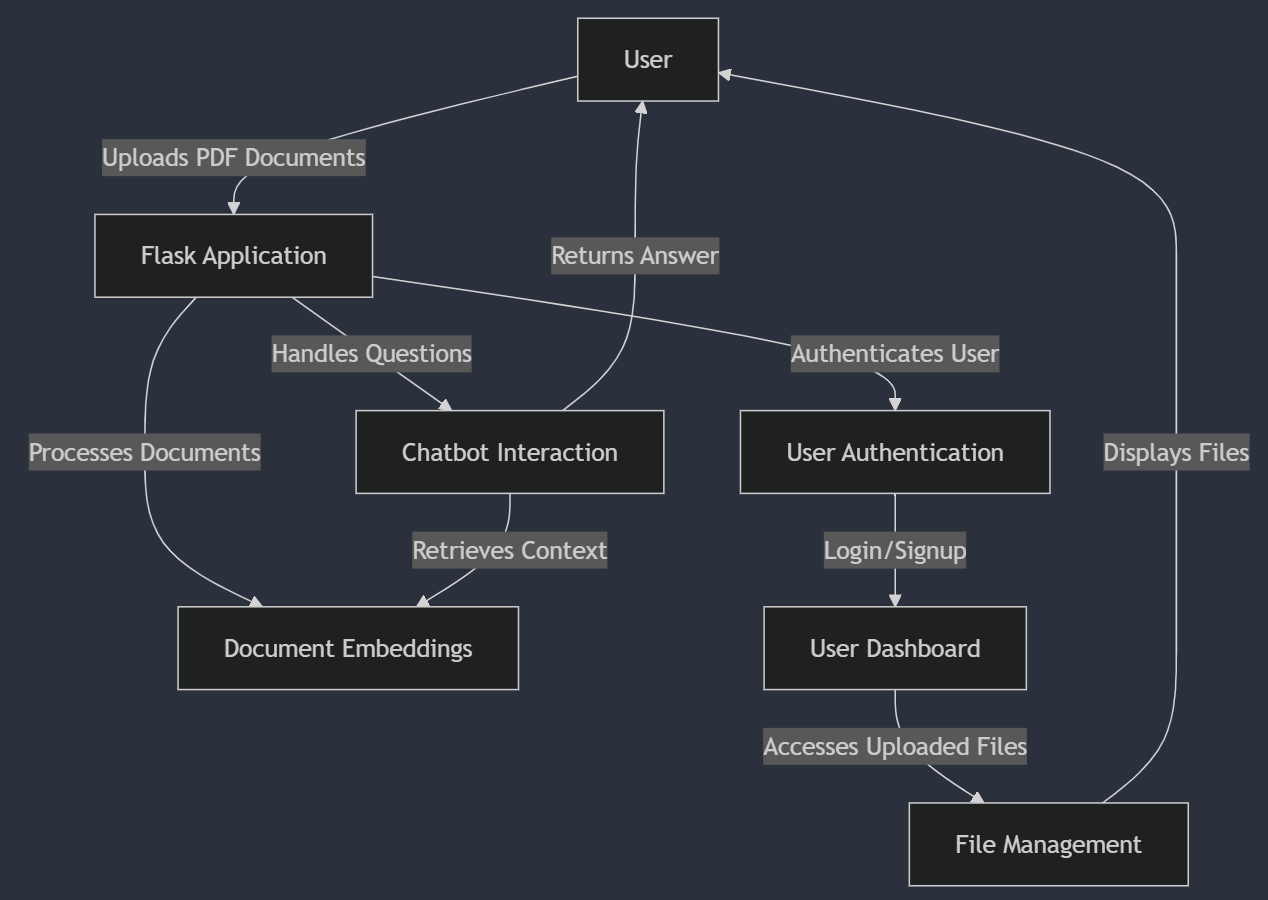 User
Uploads PDF Documents
Flask Application
Returns Answer
Handles Questions
Authenticates User
Processes Documents
Chatbot Interaction
User Authentication
Displays Files
Retrieves Context
Login/Signup
Document Embeddings
User Dashboard
Accesses Uploaded Files
File Management